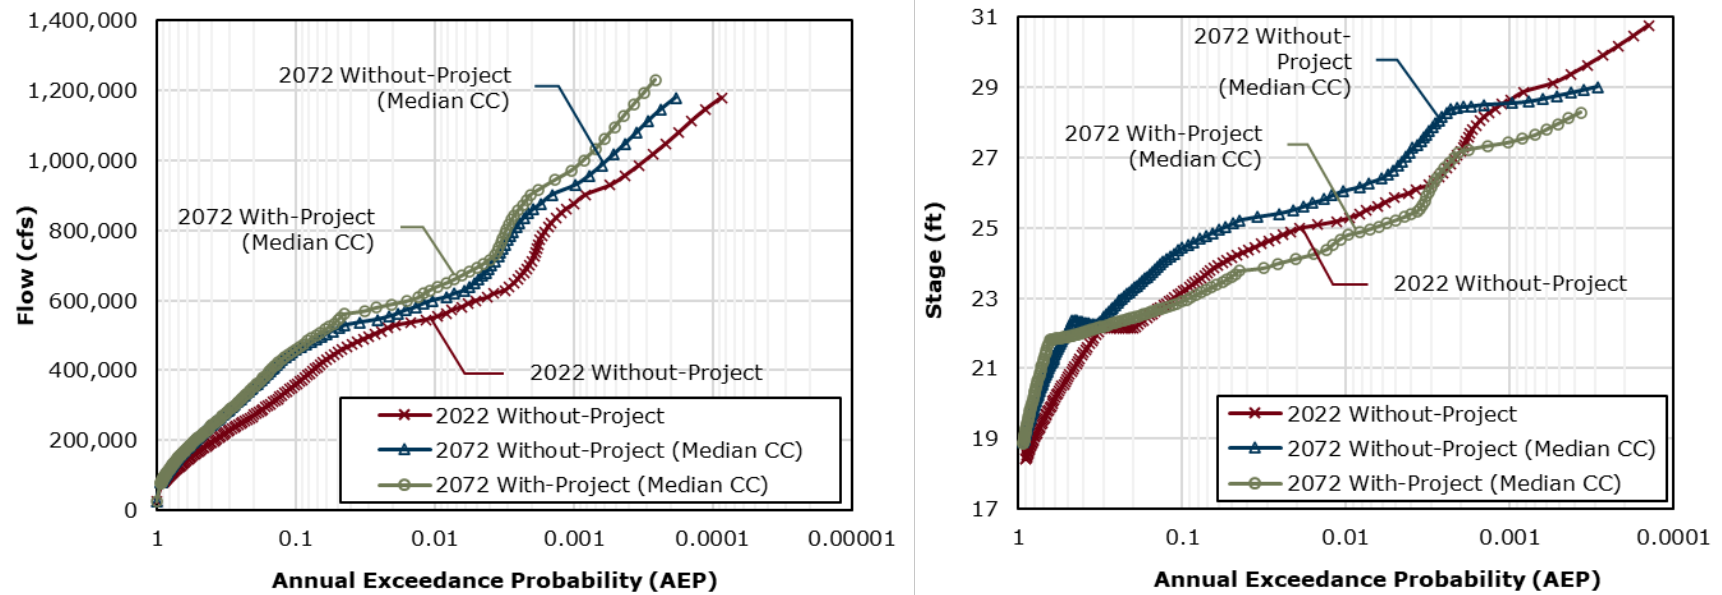 1,400,000
1,200,000
1,000,000
800,000
600,000
400,000
200,000
0
Flow (cfs)
2072 Without-Project
(Median CC)
2072 With-Project
(Median CC)
2022 Without-Project
2022 Without-Project
2072 Without-Project (Median CC)
2072 With-Project (Median CC)
1
0.1
0.01
0.001
0.0001
0.00001
Annual Exceedance Probability (AEP)
31
29
27
25
23
21
19
17
Stage (ft)
2072 Without-
Project
(Median CC)
2072 With-Project
(Median CC)
2022 Without-Project
2022 Without-Project
2072 Without-Project (Median CC)
2072 With-Project (Median CC)
1
0.1
0.01
0.001
0.0001
Annual Exceedance Probability (AEP)